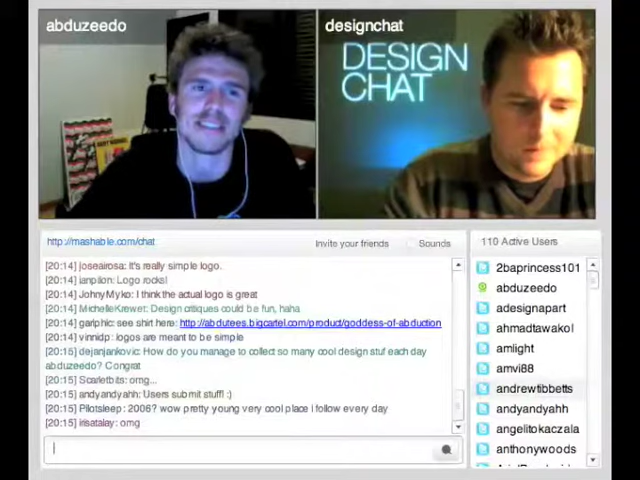 abduzeedo
designchat
DESIGN
CHAT
http://mashable.com/chat
Invite your friends
Sounds
110 Active Users
[20:14] joseairosa: It's really simple logo.
[20:14] ianpilon: Logo rocks!
[20:14] JohnyMyko: I think the actual logo is great
[20:14] MichelleKrewet: Design critiques could be fun, haha
[20:14] gariphic: see shirt here: http://abdutees.bigcartel.com/product/goddess-of-abduction
[20:14] vinnidp: logos are meant to be simple
[20:15] dejanjankovic: How do you manage to collect so many cool design stuf each day
abduzeedo? Congrat
[20:15] Scarletbits: omg...
[20:15] andyandyahh: Users submit stuff! :)
[20:15] Pilotsleep: 2006? wow pretty young very cool place i follow every day
[20:15] irisatalay: omg
2baprincess101
abduzeedo
adesignapart
ahmadtawakol
amlight
amvi88
andrewtibbetts
andyandyahh
angelitokaczala
anthonywoods